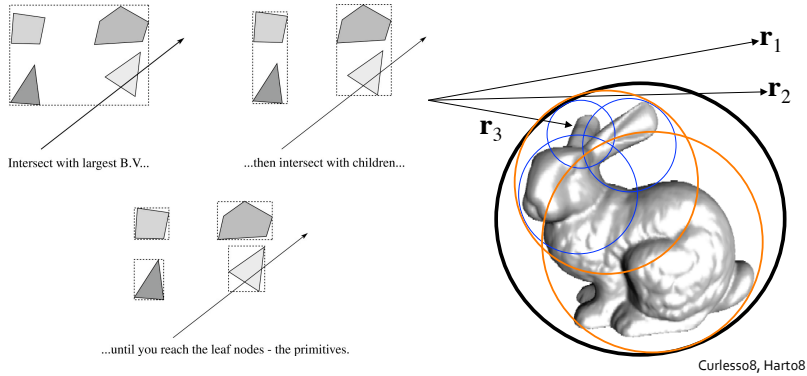 Intersect with largest B.V...
...then intersect with children...
...until you reach the leaf nodes - the primitives.
r1
r2
r3
Curless08, Hart08